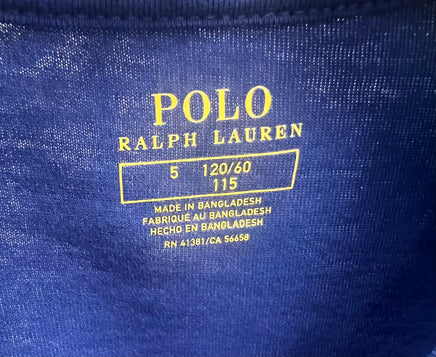 POLO
RALPH LAUREN
5 120/60
115
MADE IN BANGLADESH
FABRIQUÉ AU BANGLADESH
HECHO EN BANGLADESH
RN 41381/CA 56658